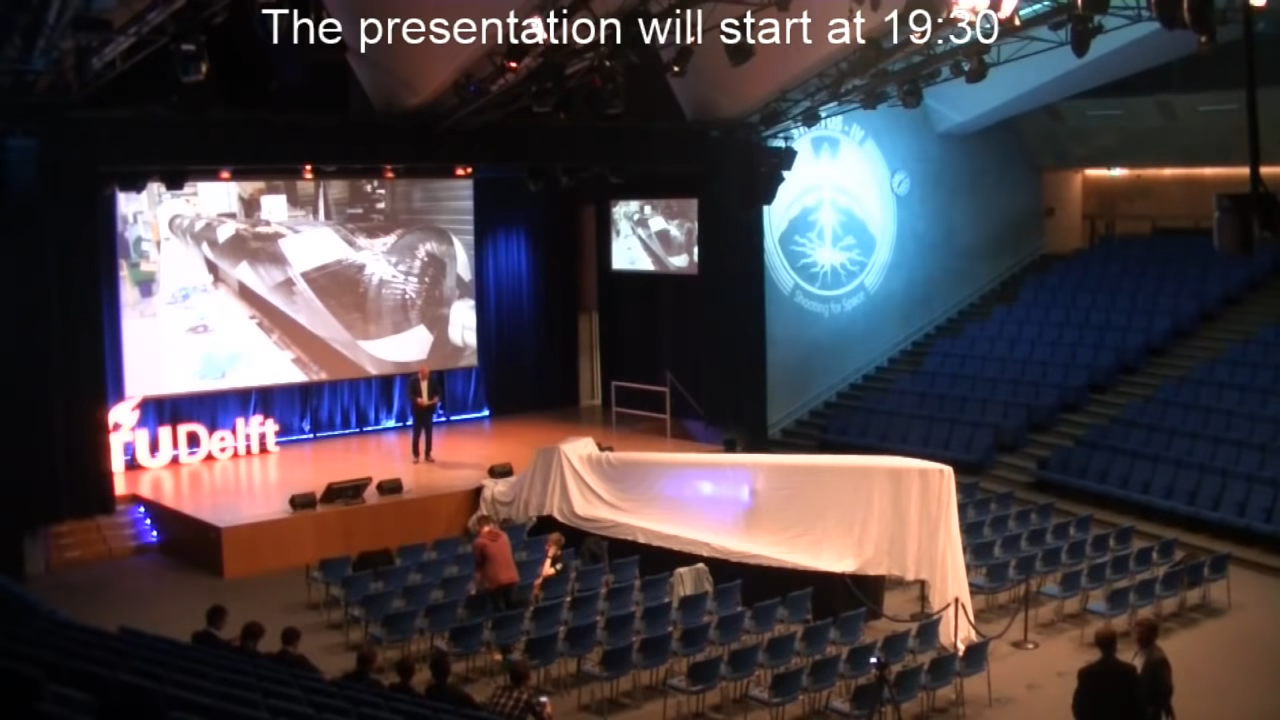 The presentation will start at 19:30
TU Delft
Shooting for Space